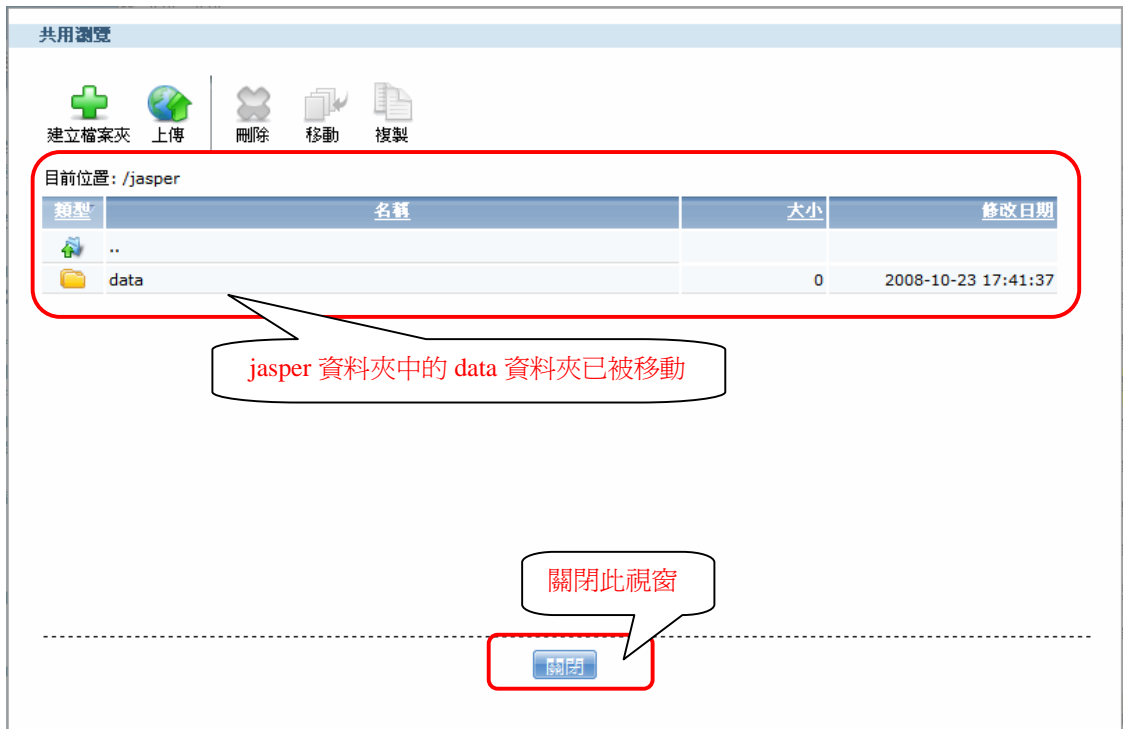 共用瀏覽
建立檔案夾 上傳 刪除 移動 複製
目前位置: /jasper
類型 名稱 大小 修改日期
..
data 0 2008-10-23 17:41:37
jasper 資料夾中的 data 資料夾已被移動
關閉此視窗
關閉